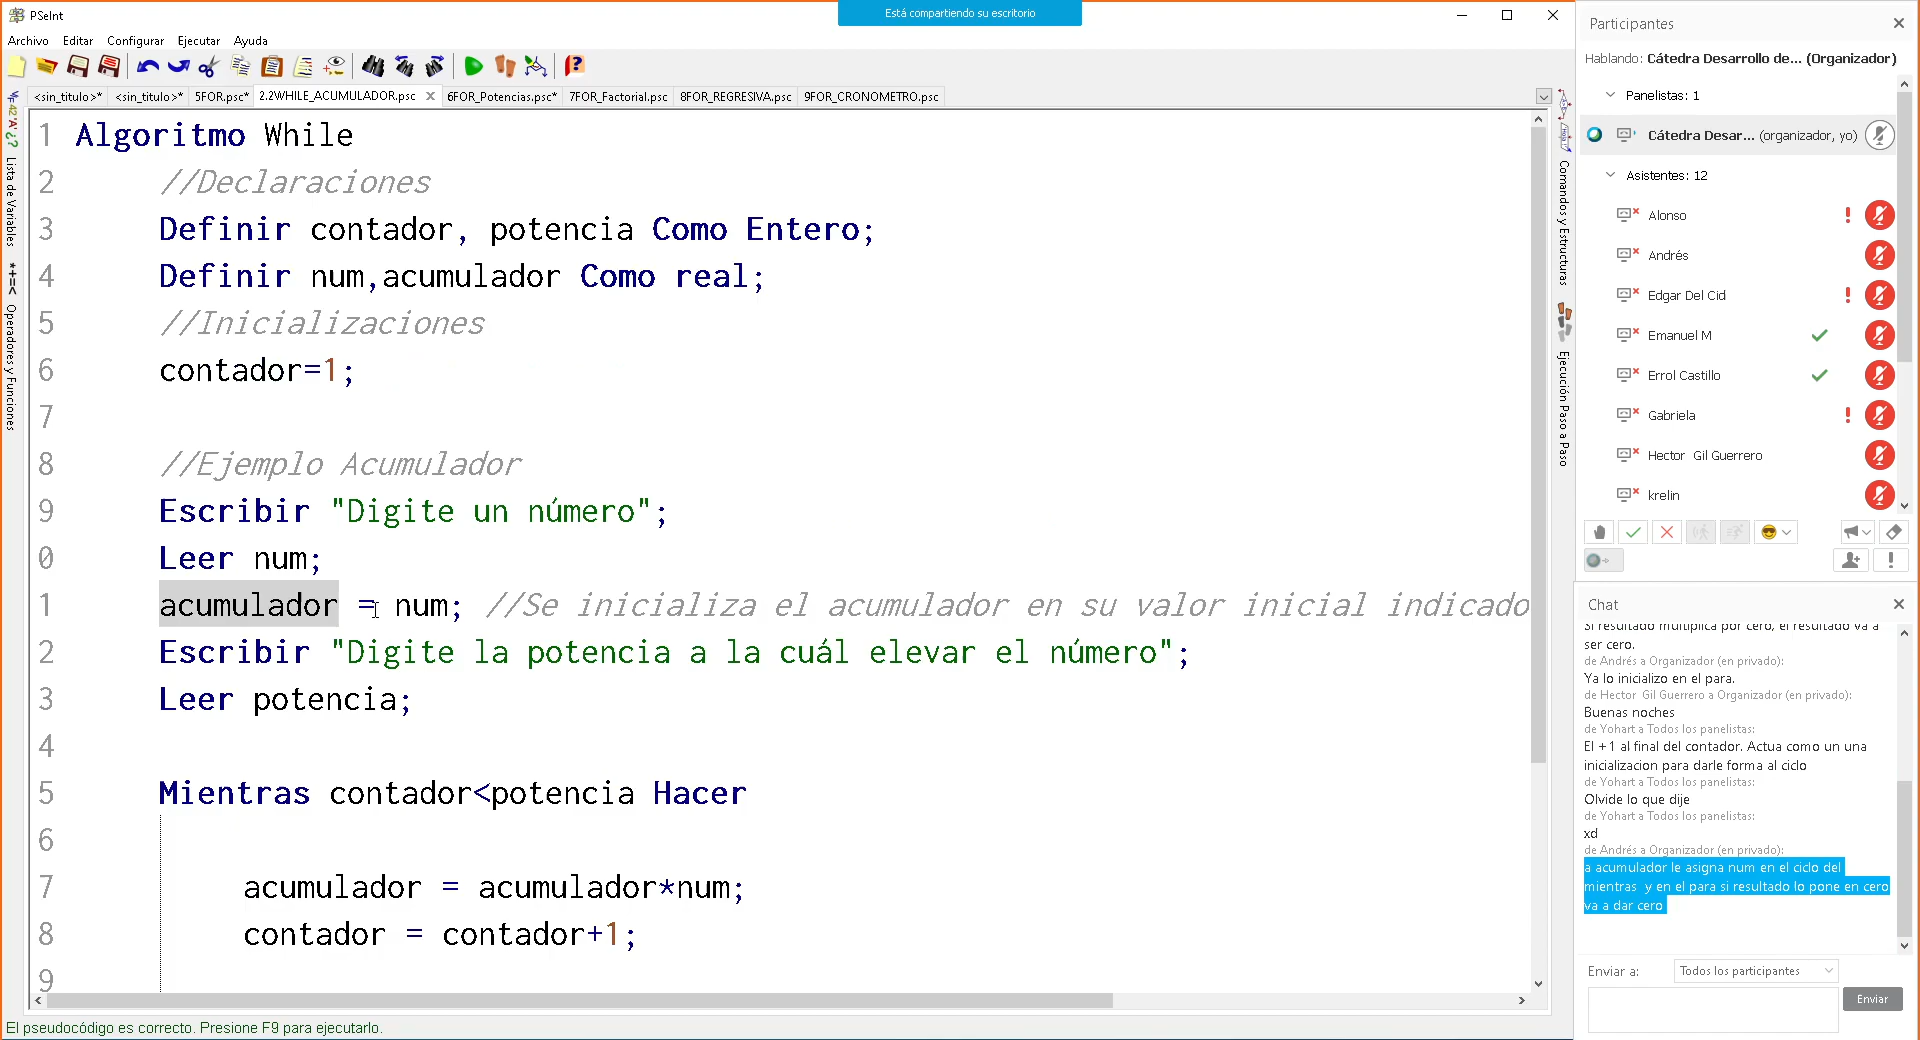 PSeInt
Está compartiendo su escritorio
Archivo Editar Configurar Ejecutar Ayuda
<sin_titulo>* <sin_titulo>* 5FOR.psc* 2.2WHILE_ACUMULADOR.psc 6FOR_Potencias.psc* 7FOR_Factorial.psc 8FOR_REGRESIVA.psc 9FOR_CRONOMETRO.psc
Lista de Variables
Operadores y Funciones
1 Algoritmo While
2 //Declaraciones
3 Definir contador, potencia Como Entero;
4 Definir num,acumulador Como real;
5 //Inicializaciones
6 contador=1;
7
8 //Ejemplo Acumulador
9 Escribir "Digite un número";
0 Leer num;
1 acumulador = num; //Se inicializa el acumulador en su valor inicial indicado
2 Escribir "Digite la potencia a la cuál elevar el número";
3 Leer potencia;
4
5 Mientras contador<potencia Hacer
6
7 acumulador = acumulador*num;
8 contador = contador+1;
9
El pseudocódigo es correcto. Presione F9 para ejecutarlo.
Comandos y Estructuras
Ejecución Paso a Paso
Participantes
Hablando: Cátedra Desarrollo de... (Organizador)
Panelistas: 1
Cátedra Desar... (organizador, yo)
Asistentes: 12
Alonso
Andrés
Edgar Del Cid
Emanuel M
Errol Castillo
Gabriela
Hector Gil Guerrero
krelin
Chat
Si resultado multiplica por cero, el resultado va a
ser cero.
de Andrés a Organizador (en privado):
Ya lo inicializo en el para.
de Hector Gil Guerrero a Organizador (en privado):
Buenas noches
de Yohart a Todos los panelistas:
El +1 al final del contador. Actua como un una
inicializacion para darle forma al ciclo
de Yohart a Todos los panelistas:
Olvide lo que dije
de Yohart a Todos los panelistas:
xd
de Andrés a Organizador (en privado):
a acumulador le asigna num en el ciclo del
mientras y en el para si resultado lo pone en cero
va a dar cero
Enviar a: Todos los participantes
Enviar